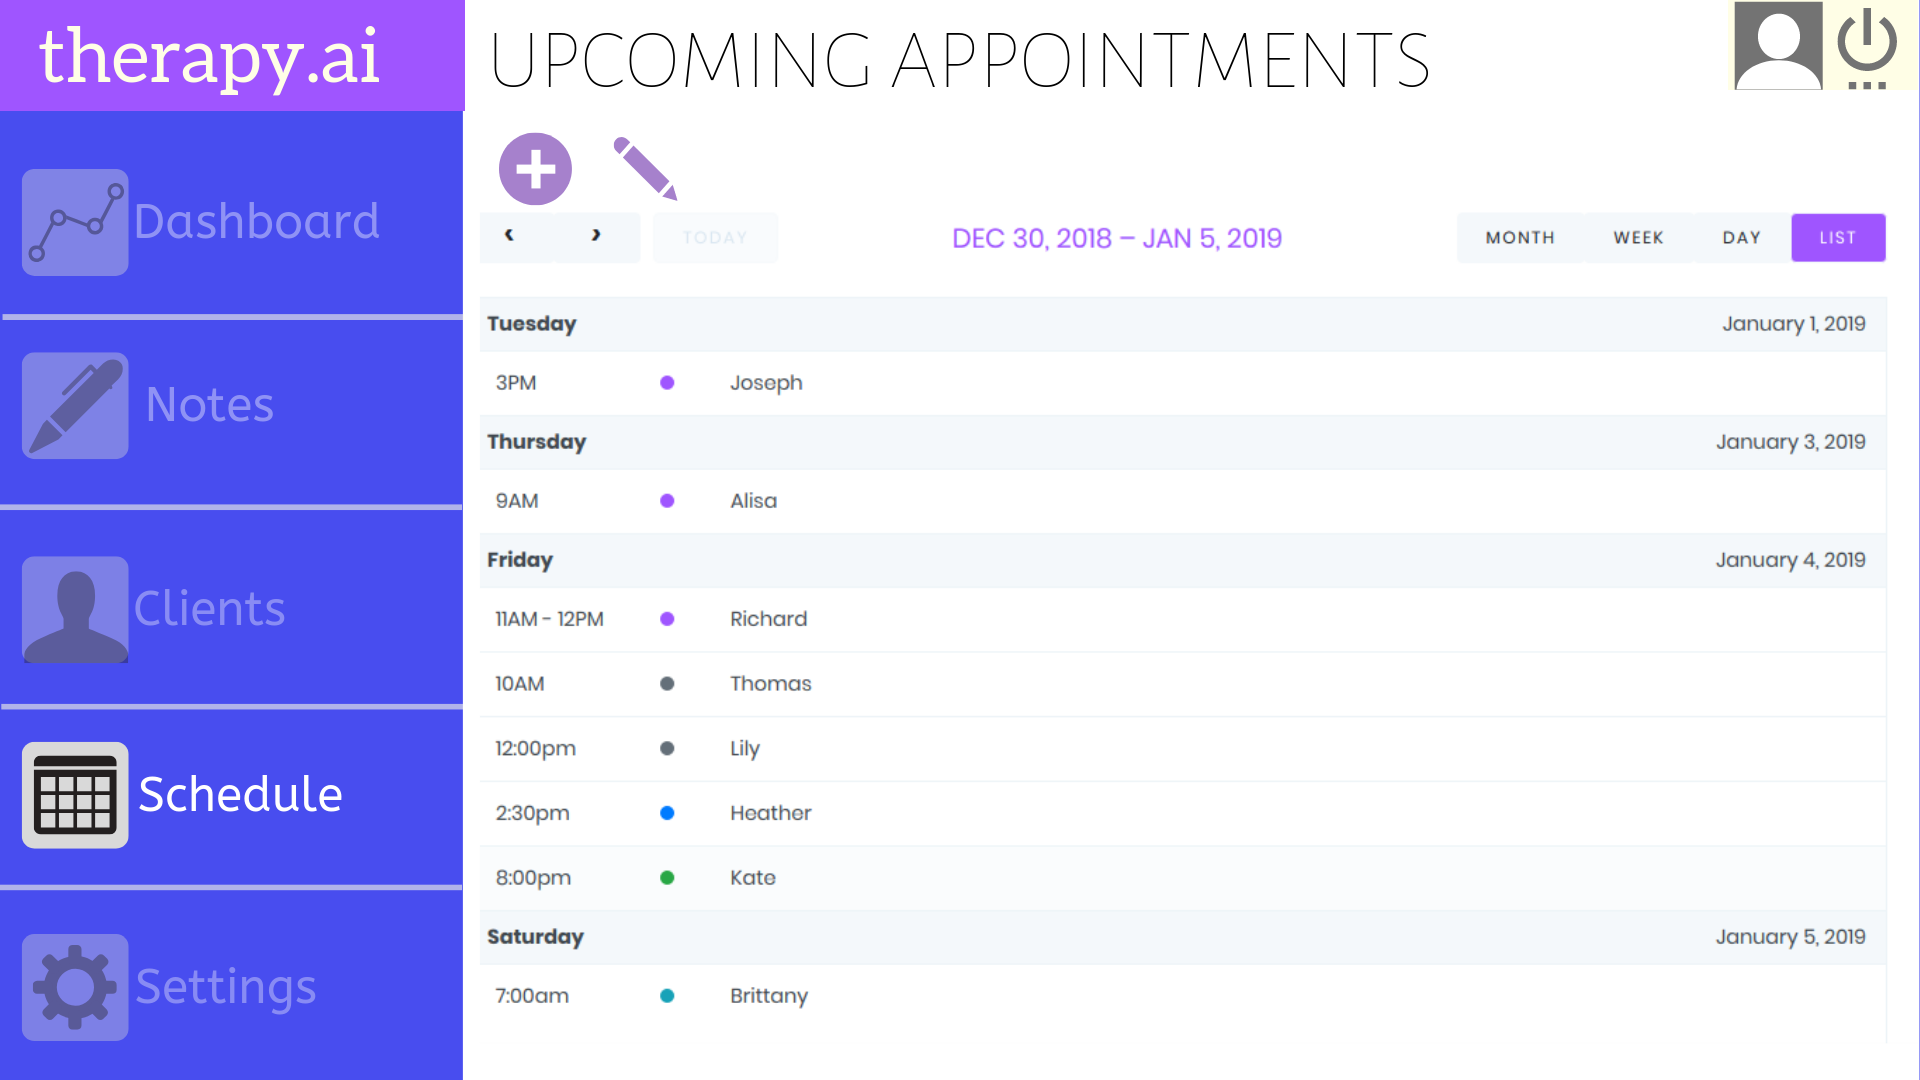 therapy.ai
UPCOMING APPOINTMENTS
Dashboard
Notes
Clients
Schedule
Settings
‹ › TODAY DEC 30, 2018 – JAN 5, 2019 MONTH WEEK DAY LIST
Tuesday January 1, 2019
3PM Joseph
Thursday January 3, 2019
9AM Alisa
Friday January 4, 2019
11AM - 12PM Richard
10AM Thomas
12:00pm Lily
2:30pm Heather
8:00pm Kate
Saturday January 5, 2019
7:00am Brittany